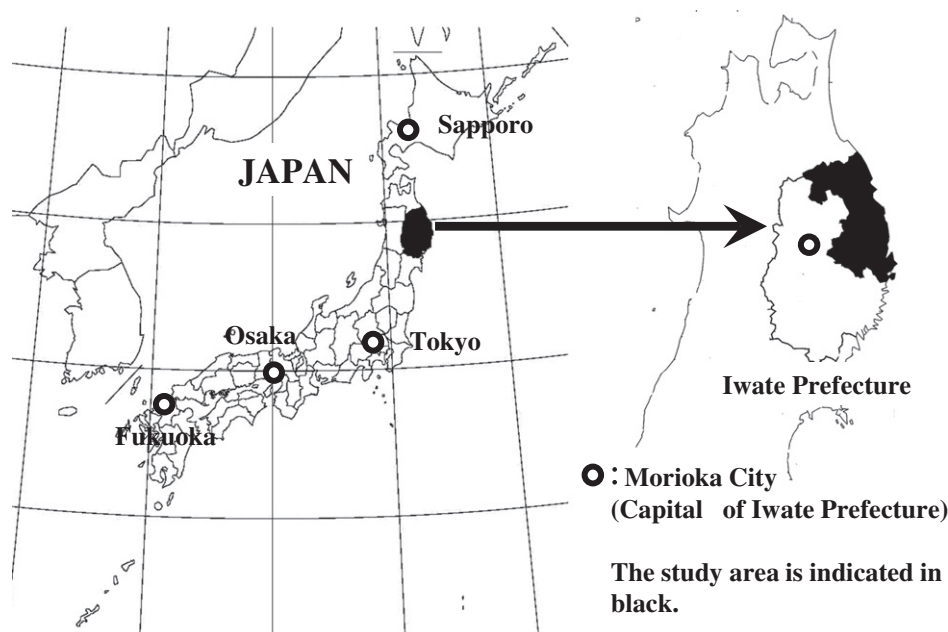 Sapporo
JAPAN
Osaka
Tokyo
Fukuoka
Iwate Prefecture
: Morioka City
(Capital of Iwate Prefecture)
The study area is indicated in
black.